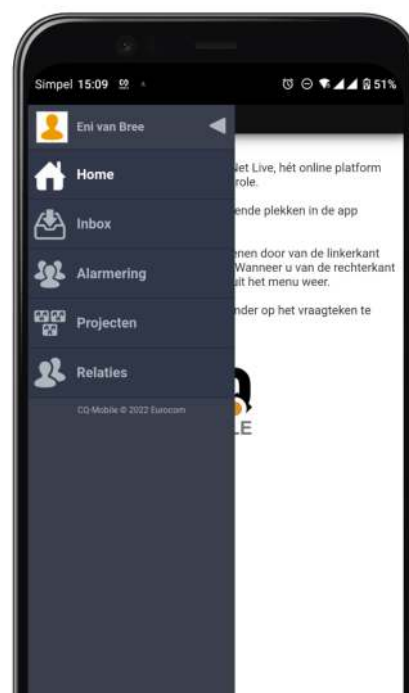 Simpel 15:09
51%
Eni van Bree
Home
Inbox
Alarmering
Projecten
Relaties
CQ-Mobile © 2022 Eurocom
Net Live, hét online platform
role.
ende plekken in de app
enen door van de linkerkant
Wanneer u van de rechterkant
uit het menu weer.
nder op het vraagteken te
LE